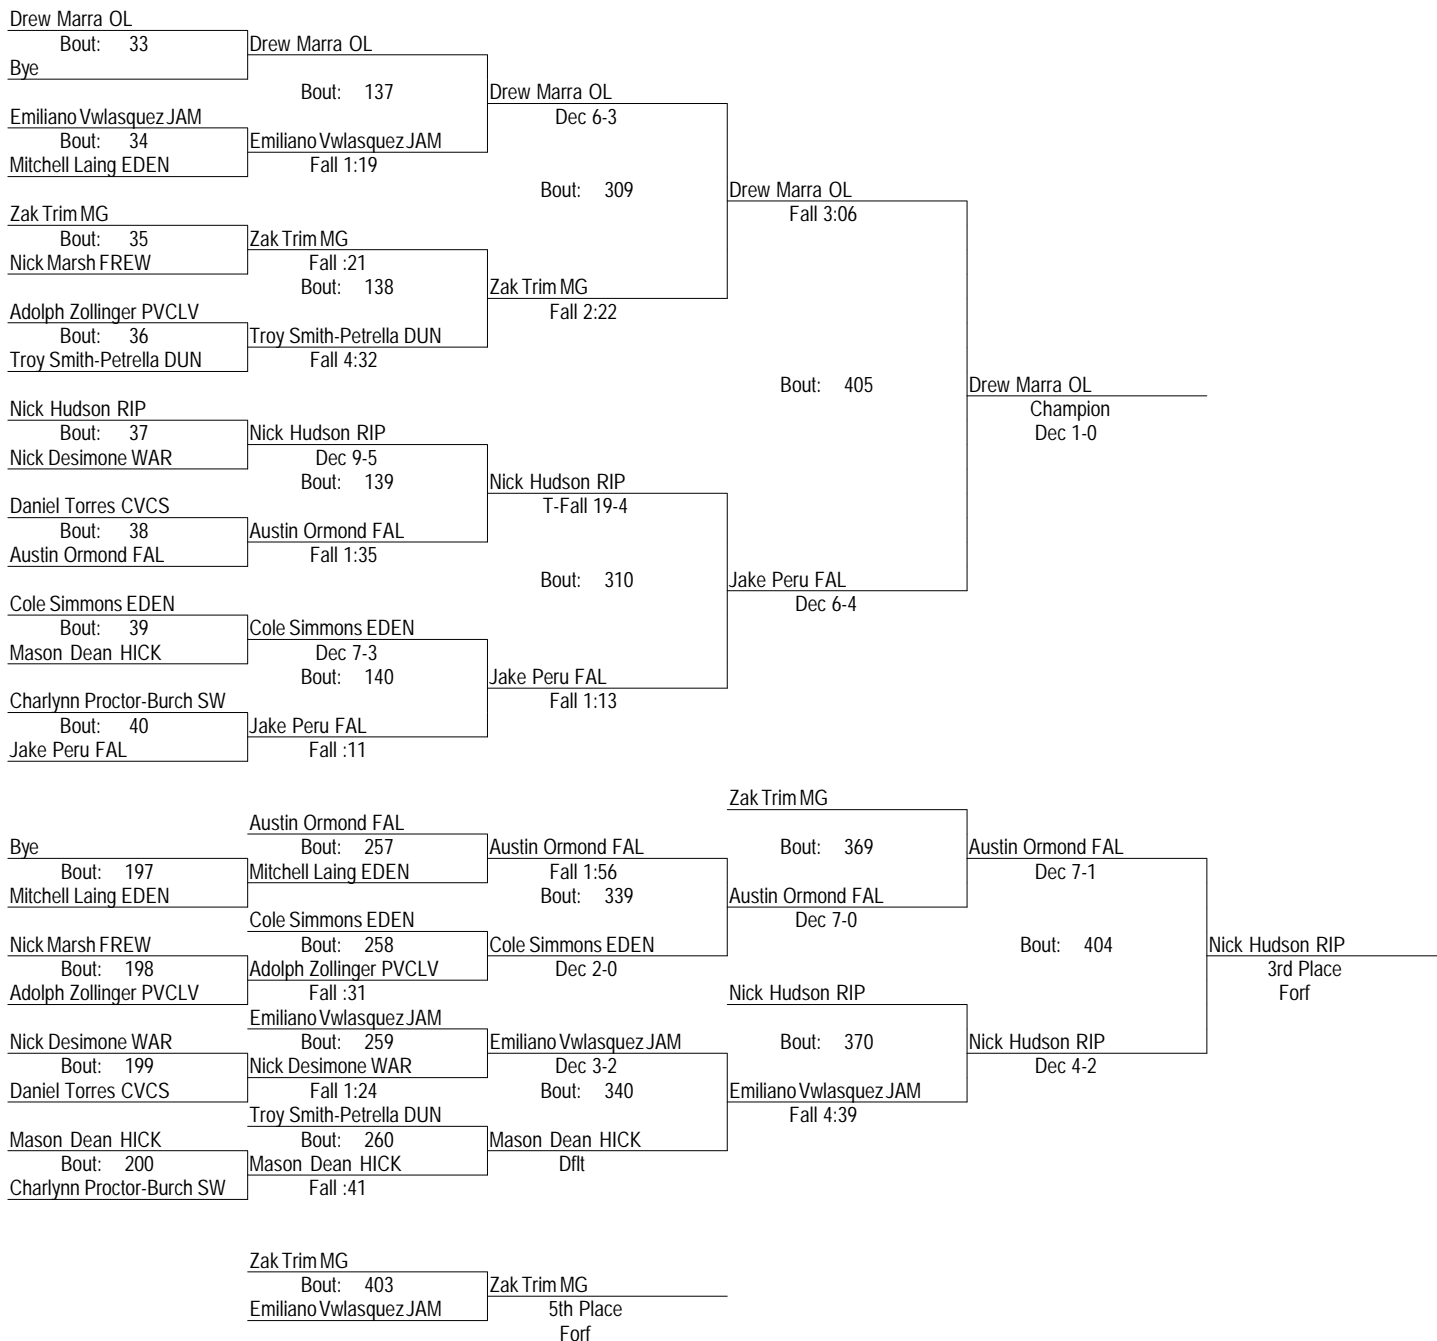 Drew Marra OL
Bout: 33
Drew Marra OL
Bye
Bout: 137
Drew Marra OL
Dec 6-3
Emiliano Vwlasquez JAM
Bout: 34
Emiliano Vwlasquez JAM
Mitchell Laing EDEN
Fall 1:19
Bout: 309
Drew Marra OL
Fall 3:06
Zak Trim MG
Bout: 35
Zak Trim MG
Nick Marsh FREW
Fall :21
Bout: 138
Zak Trim MG
Fall 2:22
Adolph Zollinger PVCLV
Bout: 36
Troy Smith-Petrella DUN
Troy Smith-Petrella DUN
Fall 4:32
Bout: 405
Drew Marra OL
Champion
Dec 1-0
Nick Hudson RIP
Bout: 37
Nick Hudson RIP
Nick Desimone WAR
Dec 9-5
Bout: 139
Nick Hudson RIP
T-Fall 19-4
Daniel Torres CVCS
Bout: 38
Austin Ormond FAL
Austin Ormond FAL
Fall 1:35
Bout: 310
Jake Peru FAL
Dec 6-4
Cole Simmons EDEN
Bout: 39
Cole Simmons EDEN
Mason Dean HICK
Dec 7-3
Bout: 140
Jake Peru FAL
Fall 1:13
Charlynn Proctor-Burch SW
Bout: 40
Jake Peru FAL
Jake Peru FAL
Fall :11
Zak Trim MG
Austin Ormond FAL
Bye
Bout: 257
Austin Ormond FAL
Bout: 369
Austin Ormond FAL
Bout: 197
Mitchell Laing EDEN
Fall 1:56
Dec 7-1
Mitchell Laing EDEN
Bout: 339
Austin Ormond FAL
Cole Simmons EDEN
Dec 7-0
Nick Marsh FREW
Bout: 258
Cole Simmons EDEN
Bout: 404
Nick Hudson RIP
Bout: 198
Adolph Zollinger PVCLV
Dec 2-0
3rd Place
Adolph Zollinger PVCLV
Fall :31
Nick Hudson RIP
Forf
Emiliano Vwlasquez JAM
Nick Desimone WAR
Bout: 259
Emiliano Vwlasquez JAM
Bout: 370
Nick Hudson RIP
Bout: 199
Nick Desimone WAR
Dec 3-2
Dec 4-2
Daniel Torres CVCS
Fall 1:24
Bout: 340
Emiliano Vwlasquez JAM
Troy Smith-Petrella DUN
Fall 4:39
Mason Dean HICK
Bout: 260
Mason Dean HICK
Bout: 200
Mason Dean HICK
Dflt
Charlynn Proctor-Burch SW
Fall :41
Zak Trim MG
Bout: 403
Zak Trim MG
Emiliano Vwlasquez JAM
5th Place
Forf